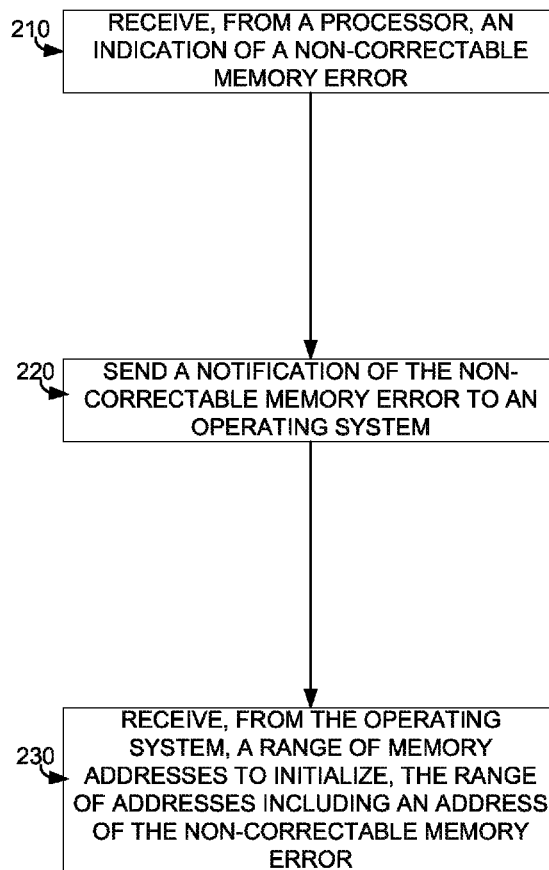 210
RECEIVE, FROM A PROCESSOR, AN
INDICATION OF A NON-CORRECTABLE
MEMORY ERROR
220
SEND A NOTIFICATION OF THE NON-
CORRECTABLE MEMORY ERROR TO AN
OPERATING SYSTEM
230
RECEIVE, FROM THE OPERATING
SYSTEM, A RANGE OF MEMORY
ADDRESSES TO INITIALIZE, THE RANGE
OF ADDRESSES INCLUDING AN ADDRESS
OF THE NON-CORRECTABLE MEMORY
ERROR